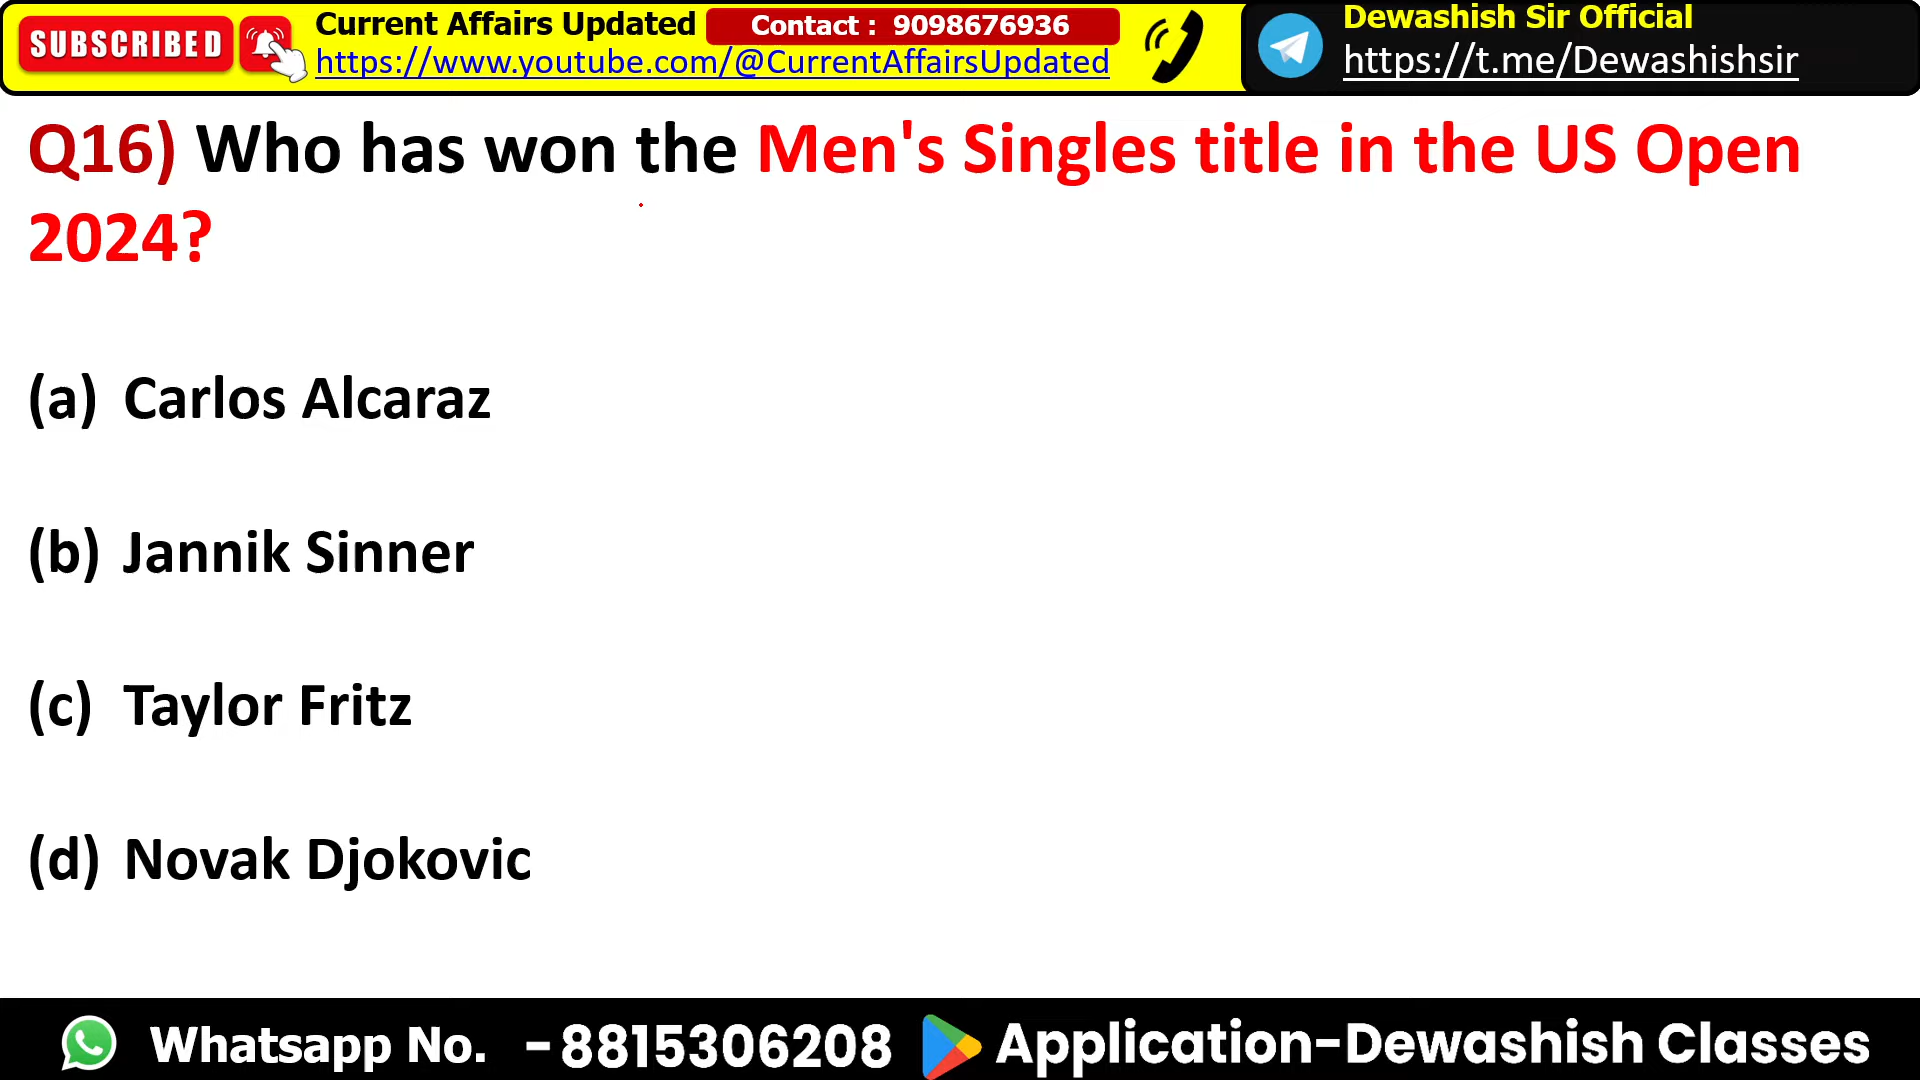 SUBSCRIBED
Current Affairs Updated
Contact : 9098676936
https://www.youtube.com/@CurrentAffairsUpdated
Dewashish Sir Official
https://t.me/Dewashishsir
Q16) Who has won the Men's Singles title in the US Open
2024?
(a) Carlos Alcaraz
(b) Jannik Sinner
(c) Taylor Fritz
(d) Novak Djokovic
Whatsapp No. -8815306208
Application-Dewashish Classes